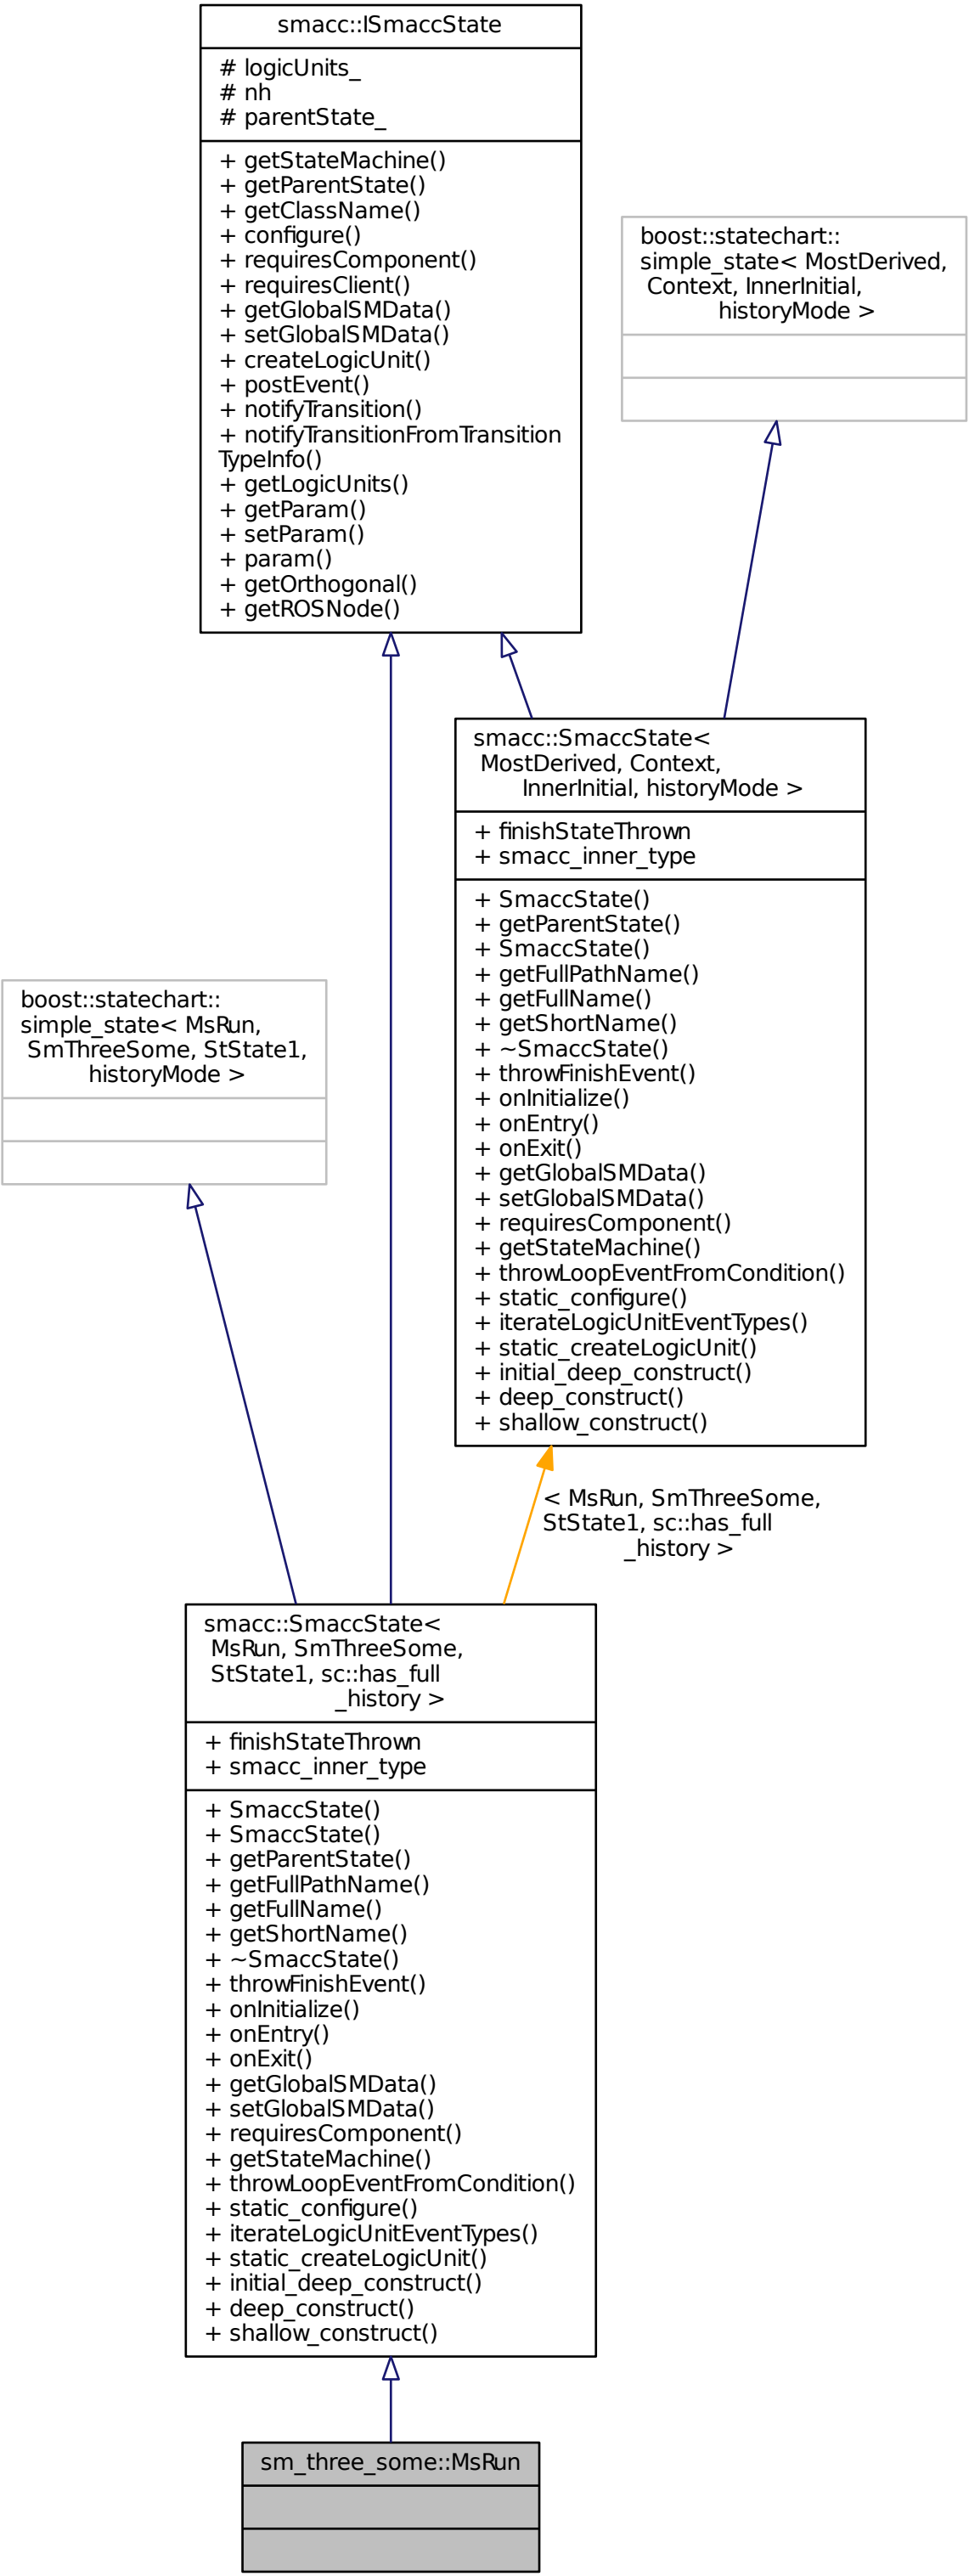 smacc::ISmaccState
# logicUnits_
# nh
# parentState_
+ getStateMachine()
+ getParentState()
+ getClassName()
+ configure()
+ requiresComponent()
+ requiresClient()
+ getGlobalSMData()
+ setGlobalSMData()
+ createLogicUnit()
+ postEvent()
+ notifyTransition()
+ notifyTransitionFromTransition
TypeInfo()
+ getLogicUnits()
+ getParam()
+ setParam()
+ param()
+ getOrthogonal()
+ getROSNode()
boost::statechart::
simple_state< MostDerived,
Context, InnerInitial,
historyMode >
smacc::SmaccState<
MostDerived, Context,
InnerInitial, historyMode >
+ finishStateThrown
+ smacc_inner_type
+ SmaccState()
+ getParentState()
+ SmaccState()
+ getFullPathName()
+ getFullName()
+ getShortName()
+ ~SmaccState()
+ throwFinishEvent()
+ onInitialize()
+ onEntry()
+ onExit()
+ getGlobalSMData()
+ setGlobalSMData()
+ requiresComponent()
+ getStateMachine()
+ throwLoopEventFromCondition()
+ static_configure()
+ iterateLogicUnitEventTypes()
+ static_createLogicUnit()
+ initial_deep_construct()
+ deep_construct()
+ shallow_construct()
boost::statechart::
simple_state< MsRun,
SmThreeSome, StState1,
historyMode >
< MsRun, SmThreeSome,
StState1, sc::has_full
_history >
smacc::SmaccState<
MsRun, SmThreeSome,
StState1, sc::has_full
_history >
+ finishStateThrown
+ smacc_inner_type
+ SmaccState()
+ SmaccState()
+ getParentState()
+ getFullPathName()
+ getFullName()
+ getShortName()
+ ~SmaccState()
+ throwFinishEvent()
+ onInitialize()
+ onEntry()
+ onExit()
+ getGlobalSMData()
+ setGlobalSMData()
+ requiresComponent()
+ getStateMachine()
+ throwLoopEventFromCondition()
+ static_configure()
+ iterateLogicUnitEventTypes()
+ static_createLogicUnit()
+ initial_deep_construct()
+ deep_construct()
+ shallow_construct()
sm_three_some::MsRun